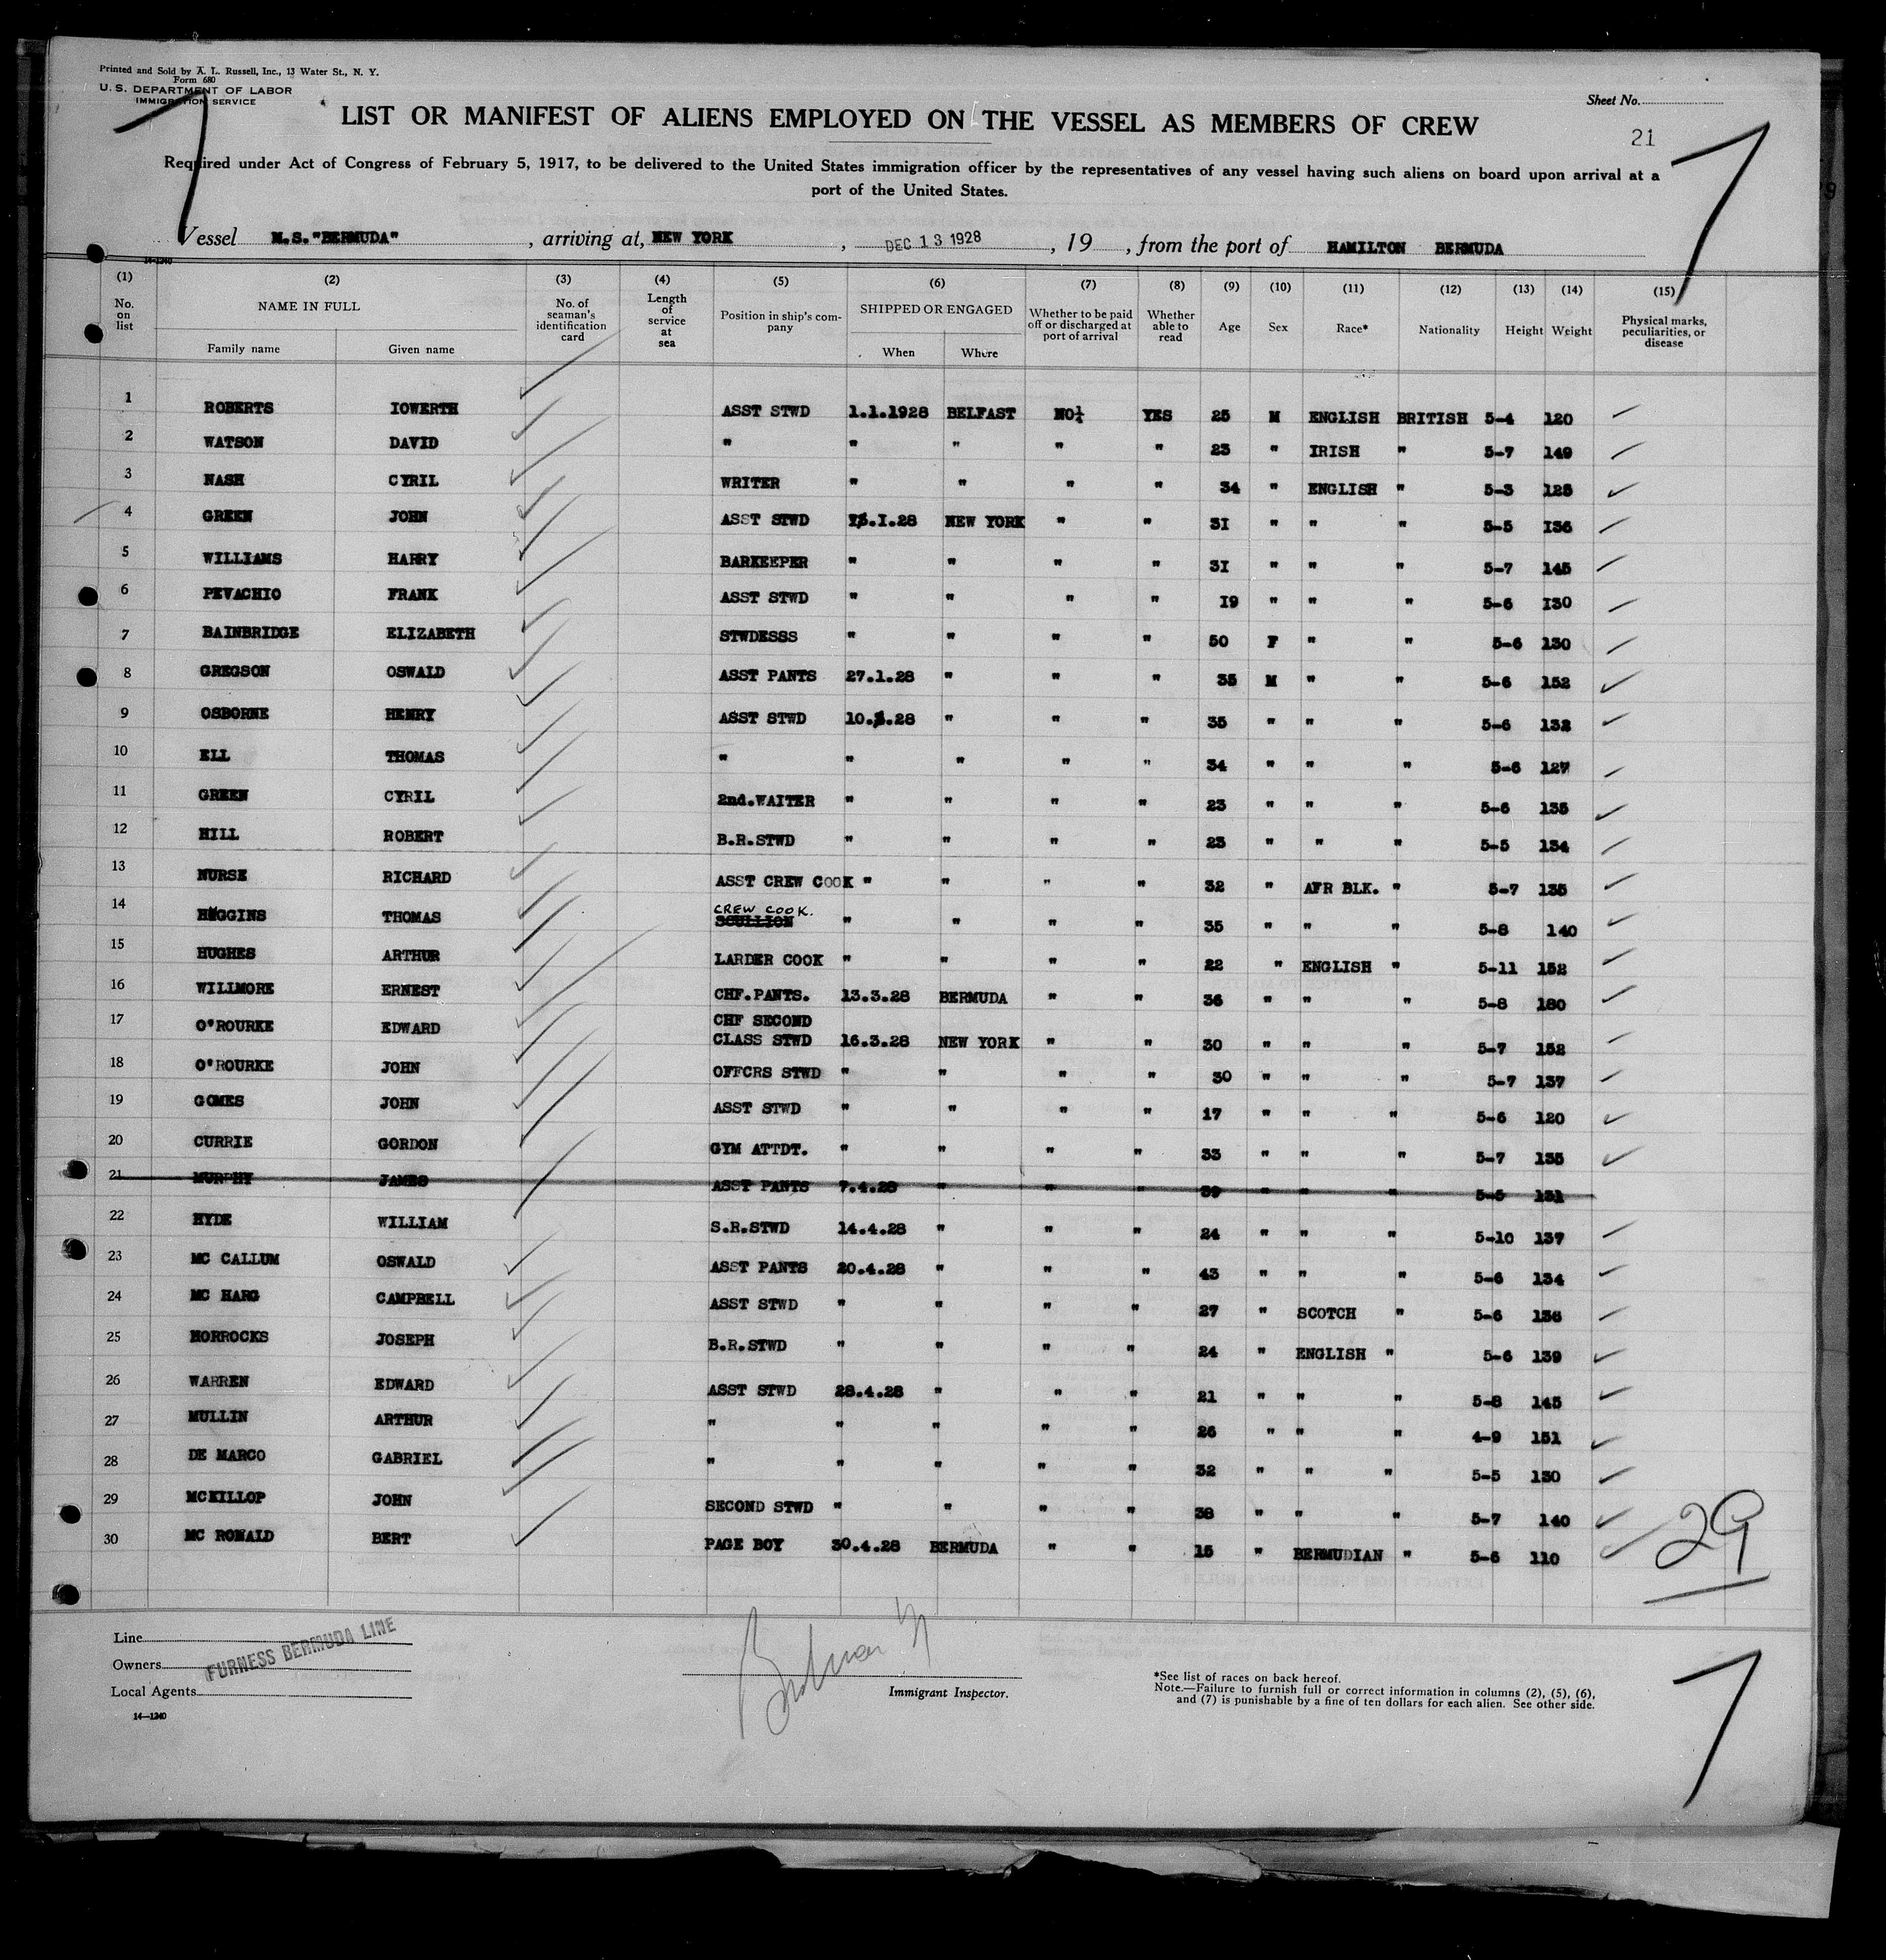 Printed and Sold by A. L. Russell, Inc., 13 Water St., N. Y.
Form 680
U. S. DEPARTMENT OF LABOR
IMMIGRATION SERVICE
Sheet No.
21
LIST OR MANIFEST OF ALIENS EMPLOYED ON THE VESSEL AS MEMBERS OF CREW
Required under Act of Congress of February 5, 1917, to be delivered to the United States immigration officer by the representatives of any vessel having such aliens on board upon arrival at a
port of the United States.
Vessel M.S."BERMUDA" , arriving at, NEW YORK , DEC 13 1928 , 19 , from the port of HAMILTON BERMUDA
14-1240
(1) (2) (3) (4) (5) (6) (7) (8) (9) (10) (11) (12) (13) (14) (15)
No. on list NAME IN FULL Family name Given name No. of seaman's identification card Length of service at sea Position in ship's company SHIPPED OR ENGAGED When Where Whether to be paid off or discharged at port of arrival Whether able to read Age Sex Race* Nationality Height Weight Physical marks, peculiarities, or disease
1 ROBERTS IOWERTH ASST STWD 1.1.1928 BELFAST NO YES 25 M ENGLISH BRITISH 5-4 120
2 WATSON DAVID " " " " " 23 " IRISH " 5-7 149
3 NASH CYRIL WRITER " " " " 34 " ENGLISH " 5-3 125
4 GREEN JOHN ASST STWD .I.28 NEW YORK " " 31 " " " 5-5 136
5 WILLIAMS HARRY BARKEEPER " " " " 31 " " " 5-7 145
6 PEVACHIO FRANK ASST STWD " " " " 19 " " " 5-6 130
7 BAINBRIDGE ELIZABETH STWDESSS " " " " 50 F " " 5-6 130
8 GREGSON OSWALD ASST PANTS 27.1.28 " " " 35 M " " 5-6 152
9 OSBORNE HENRY ASST STWD 10. .28 " " " 35 " " " 5-6 132
10 ELL THOMAS " " " " " 34 " " " 5-6 127
11 GREEN CYRIL 2nd.WAITER " " " " 23 " " " 5-6 135
12 HILL ROBERT B.R.STWD " " " " 23 " " " 5-5 134
13 NURSE RICHARD ASST CREW COOK " " " " 32 " AFR BLK. " 5-7 135
14 HIGGINS THOMAS CREW COOK. SCULLION " " " " 35 " " " 5-8 140
15 HUGHES ARTHUR LARDER COOK " " " " 22 " ENGLISH " 5-11 152
16 WILLMORE ERNEST CHF.PANTS. 13.3.28 BERMUDA " " 36 " " " 5-8 180
17 O'ROURKE EDWARD CHF SECOND CLASS STWD 16.3.28 NEW YORK " " 30 " " " 5-7 152
18 O'ROURKE JOHN OFFCRS STWD " " " " 30 " " " 5-7 137
19 GOMES JOHN ASST STWD " " " " 17 " " " 5-6 120
20 CURRIE GORDON GYM ATTDT. " " " " 33 " " " 5-7 135
21 MURPHY JAMES ASST PANTS 7.4.28 " " " 39 " " " 5-5 131
22 HYDE WILLIAM S.R.STWD 14.4.28 " " " 24 " " " 5-10 137
23 MC CALLUM OSWALD ASST PANTS 20.4.28 " " " 43 " " " 5-6 134
24 MC HARG CAMPBELL ASST STWD " " " " 27 " SCOTCH " 5-6 136
25 HORROCKS JOSEPH B.R.STWD " " " " 24 " ENGLISH " 5-6 139
26 WARREN EDWARD ASST STWD 28.4.28 " " " 21 " " " 5-8 145
27 MULLIN ARTHUR " " " " " 26 " " " 4-9 151
28 DE MARCO GABRIEL " " " " " 32 " " " 5-5 130
29 MCKILLOP JOHN SECOND STWD " " " " 38 " " " 5-7 140
30 MC RONALD BERT PAGE BOY 30.4.28 BERMUDA " " 15 " BERMUDIAN " 5-6 110
29
Line
Owners FURNESS BERMUDA LINE
Local Agents
14—1240
Immigrant Inspector.
*See list of races on back hereof.
Note.—Failure to furnish full or correct information in columns (2), (5), (6),
and (7) is punishable by a fine of ten dollars for each alien. See other side.